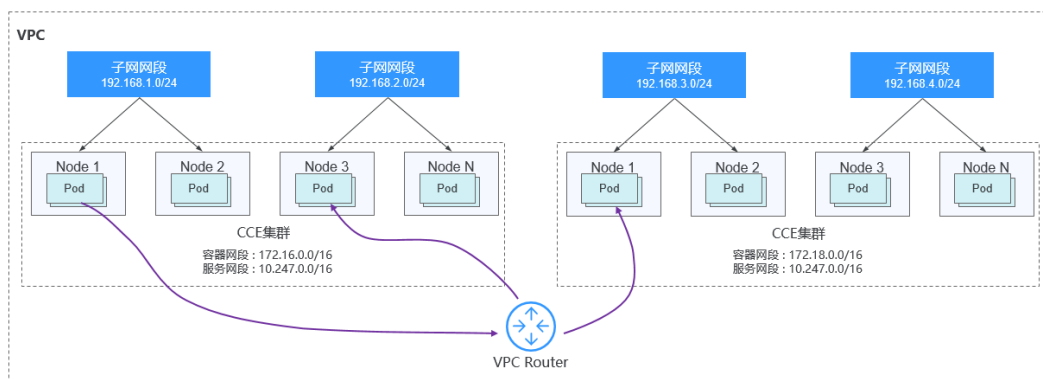 VPC
子网网段
192.168.1.0/24
子网网段
192.168.2.0/24
子网网段
192.168.3.0/24
子网网段
192.168.4.0/24
Node 1
Pod
Node 2
Pod
Node 3
Pod
Node N
Pod
CCE集群
容器网段：172.16.0.0/16
服务网段：10.247.0.0/16
Node 1
Pod
Node 2
Pod
Node 3
Pod
Node N
Pod
CCE集群
容器网段：172.18.0.0/16
服务网段：10.247.0.0/16
VPC Router